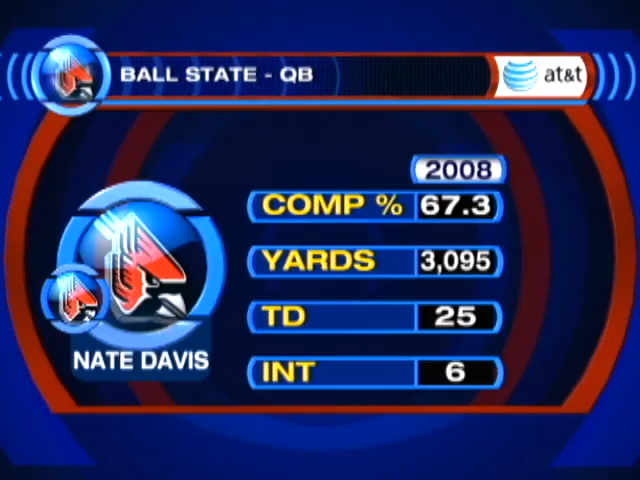 BALL STATE - QB
at&t
2008
COMP % 67.3
YARDS 3,095
TD 25
INT 6
NATE DAVIS